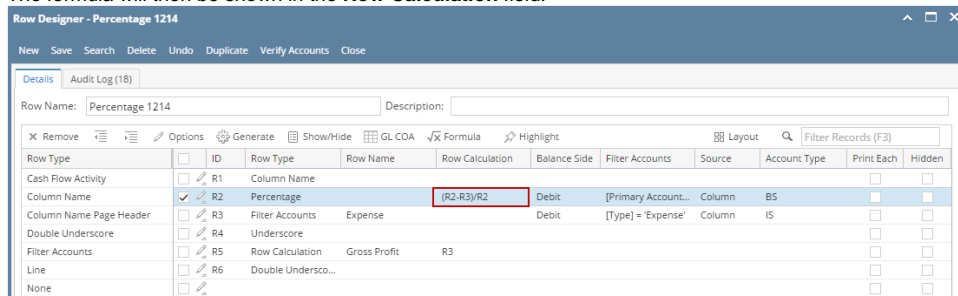 The formula will then be shown in the Row Calculation field.
Row Designer - Percentage 1214
New Save Search Delete Undo Duplicate Verify Accounts Close
Details Audit Log (18)
Row Name: Percentage 1214 Description:
Remove Options Generate Show/Hide GL COA Formula Highlight Layout Filter Records (F3)
Row Type ID Row Type Row Name Row Calculation Balance Side Filter Accounts Source Account Type Print Each Hidden
Cash Flow Activity R1 Column Name
Column Name R2 Percentage (R2-R3)/R2 Debit [Primary Account... Column BS
Column Name Page Header R3 Filter Accounts Expense Debit [Type] = 'Expense' Column IS
Double Underscore R4 Underscore
Filter Accounts R5 Row Calculation Gross Profit R3
Line R6 Double Undersco...
None